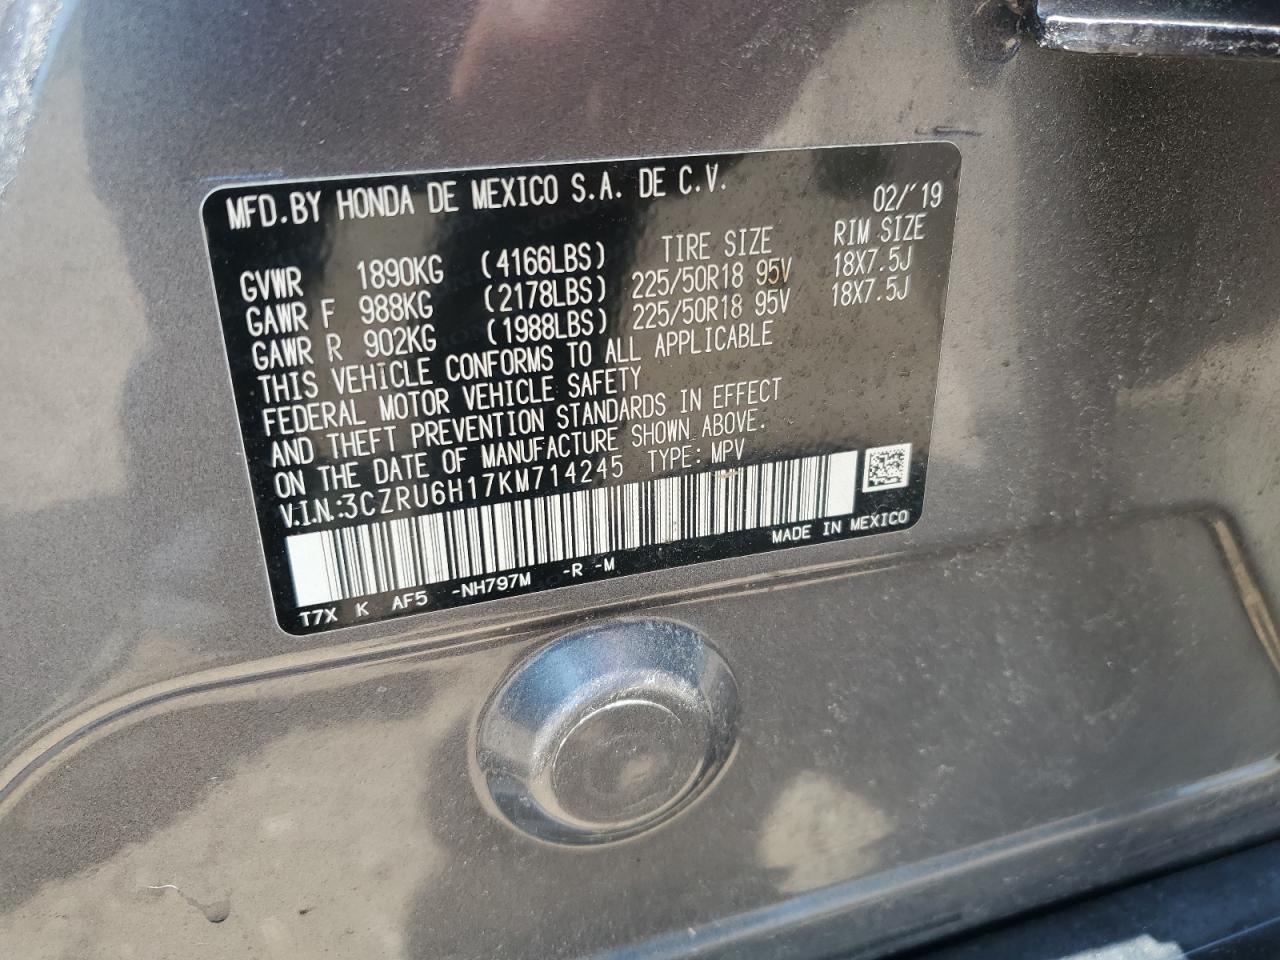 MFD.BY HONDA DE MEXICO S.A. DE C.V. 02/'19
TIRE SIZE RIM SIZE
GVWR 1890KG (4166LBS)
GAWR F 988KG (2178LBS) 225/50R18 95V 18X7.5J
GAWR R 902KG (1988LBS) 225/50R18 95V 18X7.5J
THIS VEHICLE CONFORMS TO ALL APPLICABLE
FEDERAL MOTOR VEHICLE SAFETY
AND THEFT PREVENTION STANDARDS IN EFFECT
ON THE DATE OF MANUFACTURE SHOWN ABOVE.
V.I.N.:3CZRU6H17KM714245 TYPE: MPV
MADE IN MEXICO
T7X K AF5 -NH797M -R -M